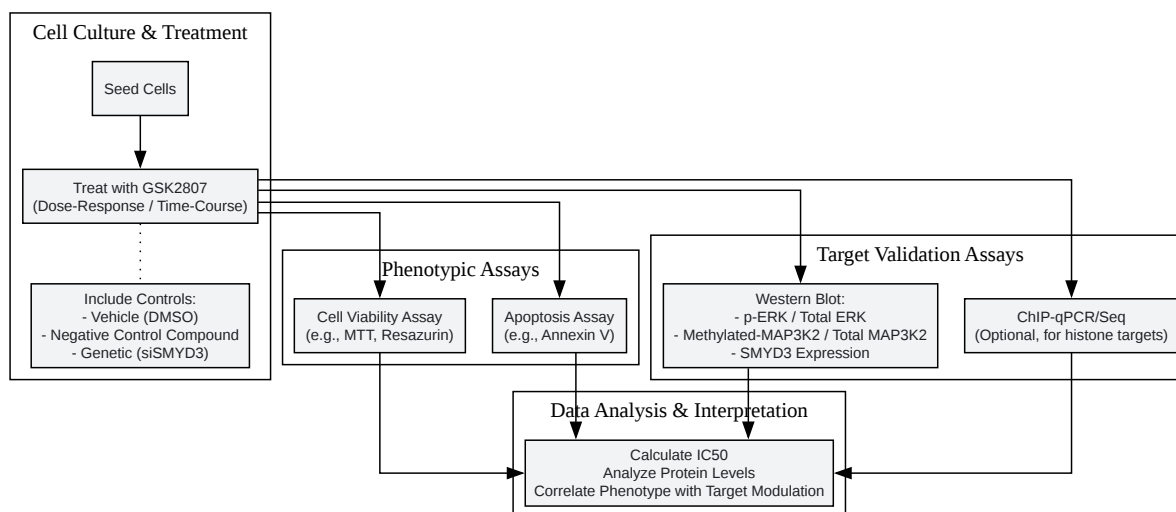 Cell Culture & Treatment
Seed Cells
Treat with GSK2807
(Dose-Response / Time-Course)
Include Controls:
- Vehicle (DMSO)
- Negative Control Compound
- Genetic (siSMYD3)
Phenotypic Assays
Cell Viability Assay
(e.g., MTT, Resazurin)
Apoptosis Assay
(e.g., Annexin V)
Target Validation Assays
Western Blot:
- p-ERK / Total ERK
- Methylated-MAP3K2 / Total MAP3K2
- SMYD3 Expression
ChIP-qPCR/Seq
(Optional, for histone targets)
Data Analysis & Interpretation
Calculate IC50
Analyze Protein Levels
Correlate Phenotype with Target Modulation